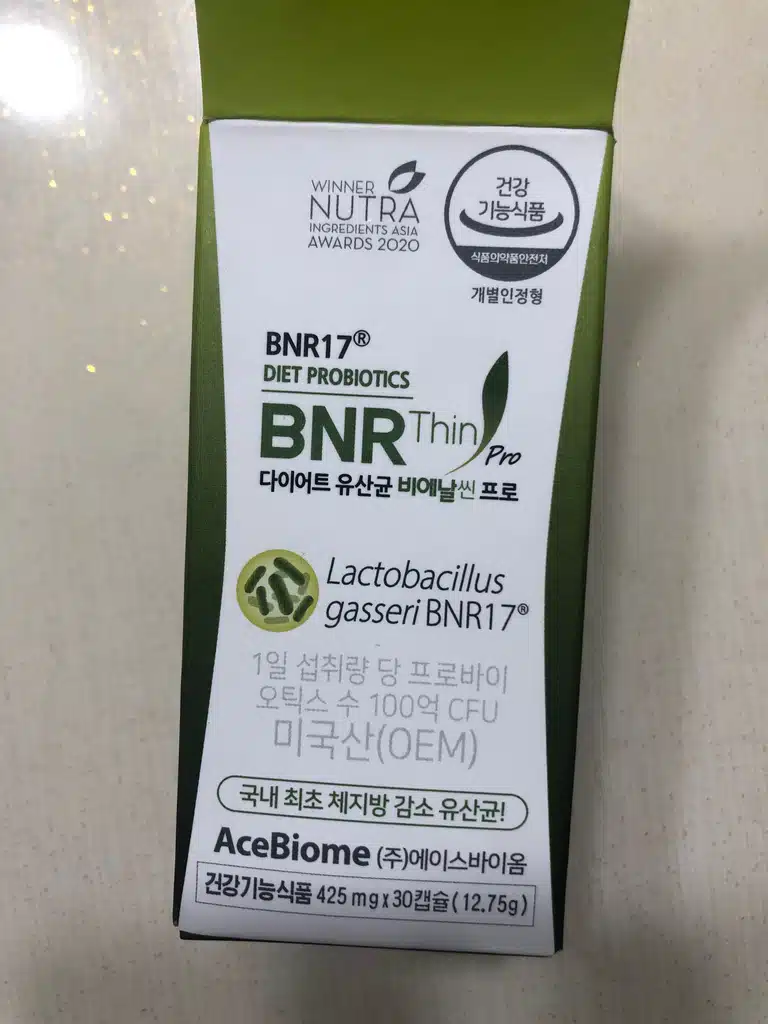 WINNER
NUTRA
INGREDIENTS ASIA
AWARDS 2020
건강
기능식품
식품의약품안전처
개별인정형
BNR17®
DIET PROBIOTICS
BNR Thin Pro
다이어트 유산균 비에날씬 프로
Lactobacillus
gasseri BNR17®
1일 섭취량 당 프로바이
오틱스 수 100억 CFU
미국산(OEM)
국내 최초 체지방 감소 유산균!
AceBiome (주)에이스바이옴
건강기능식품 425 mg x 30캡슐(12.75g)